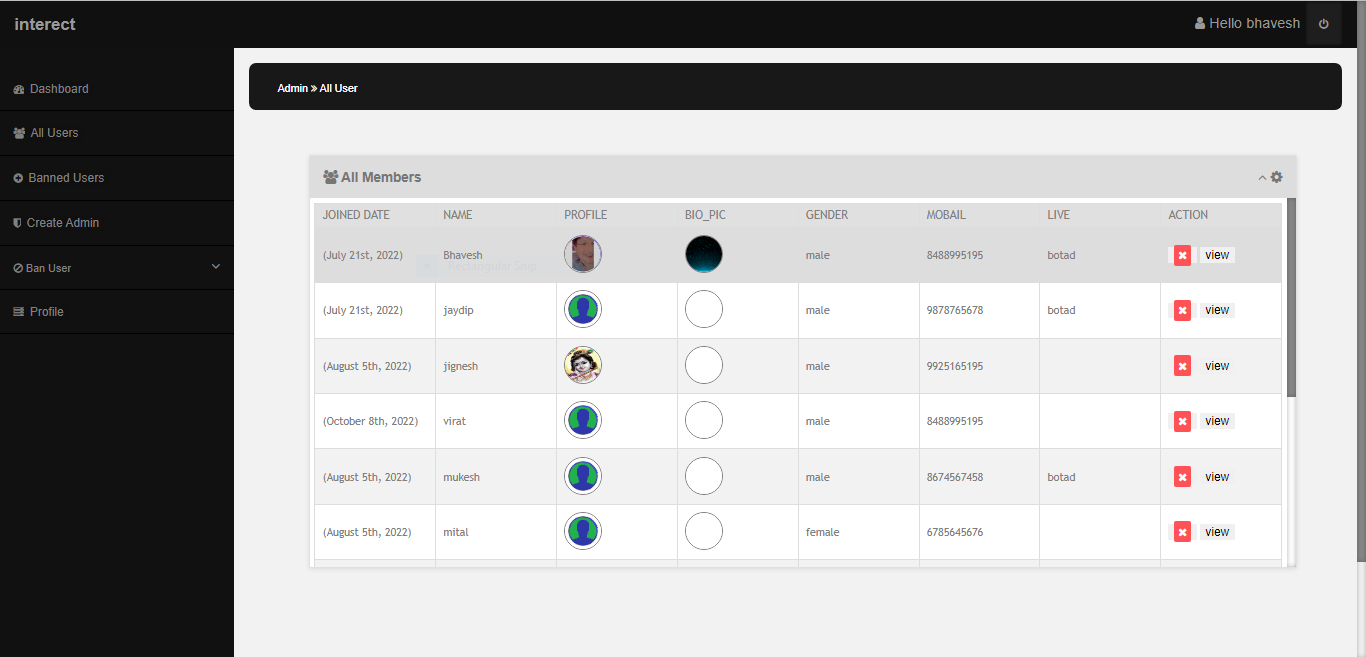 interect
Hello bhavesh
Dashboard
All Users
Banned Users
Create Admin
Ban User
Profile
Admin » All User
All Members
JOINED DATE NAME PROFILE BIO_PIC GENDER MOBAIL LIVE ACTION
(July 21st, 2022) Bhavesh male 8488995195 botad view
Rectangular Snip
(July 21st, 2022) jaydip male 9878765678 botad view
(August 5th, 2022) jignesh male 9925165195 view
(October 8th, 2022) virat male 8488995195 view
(August 5th, 2022) mukesh male 8674567458 botad view
(August 5th, 2022) mital female 6785645676 view